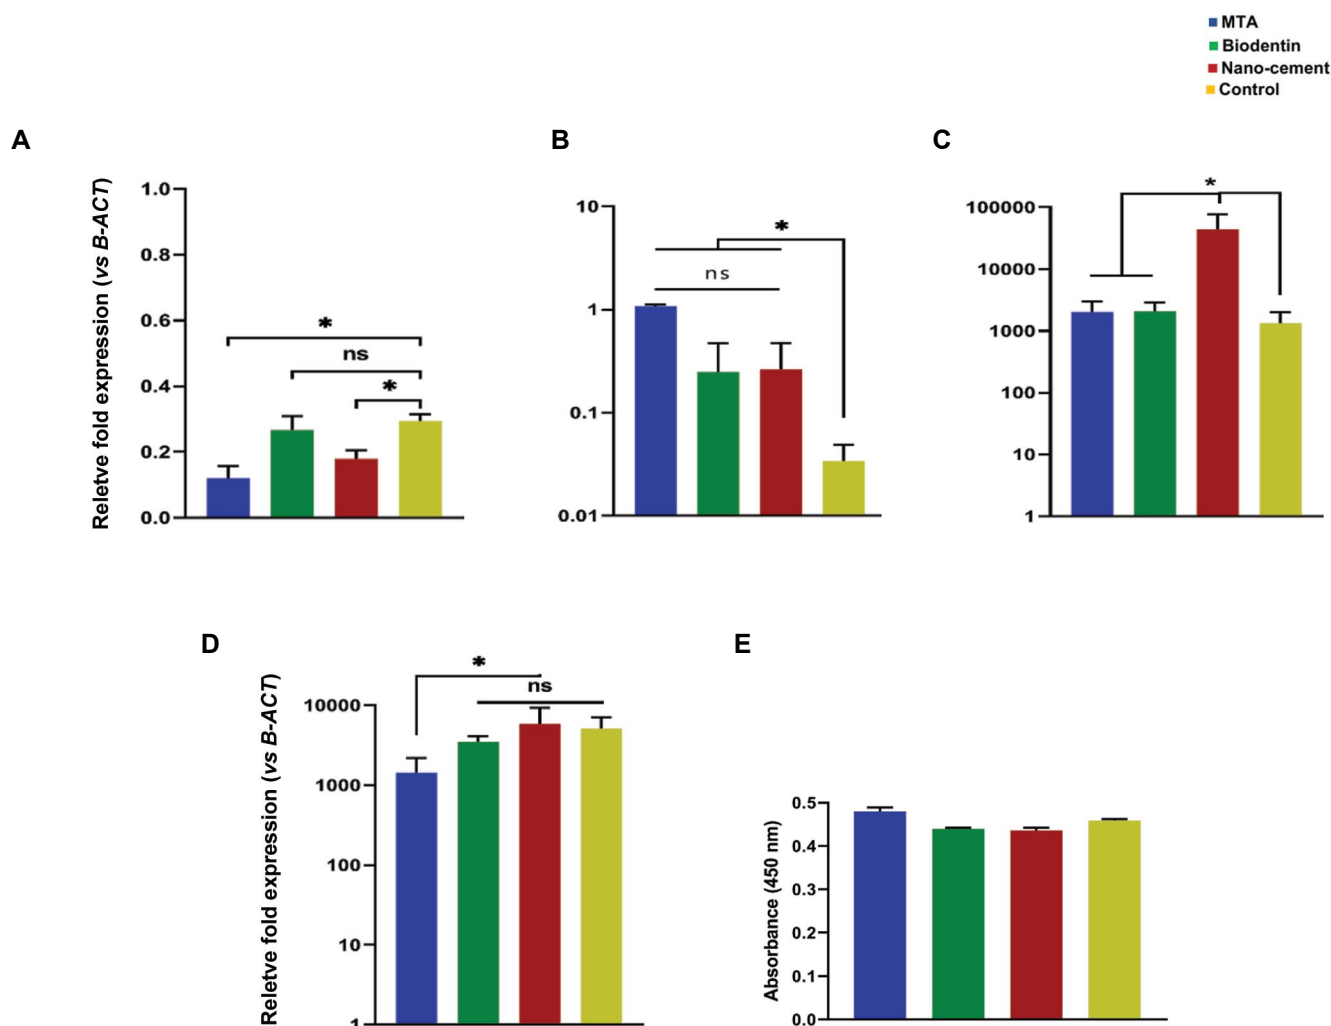 MTA
Biodentin
Nano-cement
Control
A
B
C
Reletve fold expression (vs B-ACT)
1.0
0.8
0.6
0.4
0.2
0.0
*
ns
*
10
1
0.1
0.01
*
ns
100000
10000
1000
100
10
1
*
D
E
Reletve fold expression (vs B-ACT)
10000
1000
100
10
1
*
ns
Absorbance (450 nm)
0.5
0.4
0.3
0.2
0.1
0.0